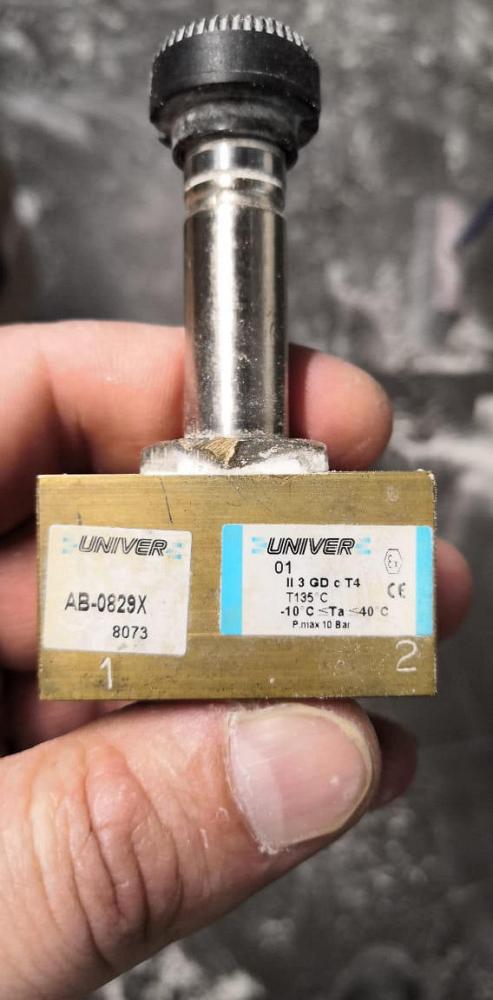 UNIVER
AB-0829X
8073
1
UNIVER
01
II 3 GD c T4
T135°C
-10°C ≤Ta ≤40°C
P.max 10 Bar
Ex
CE
2